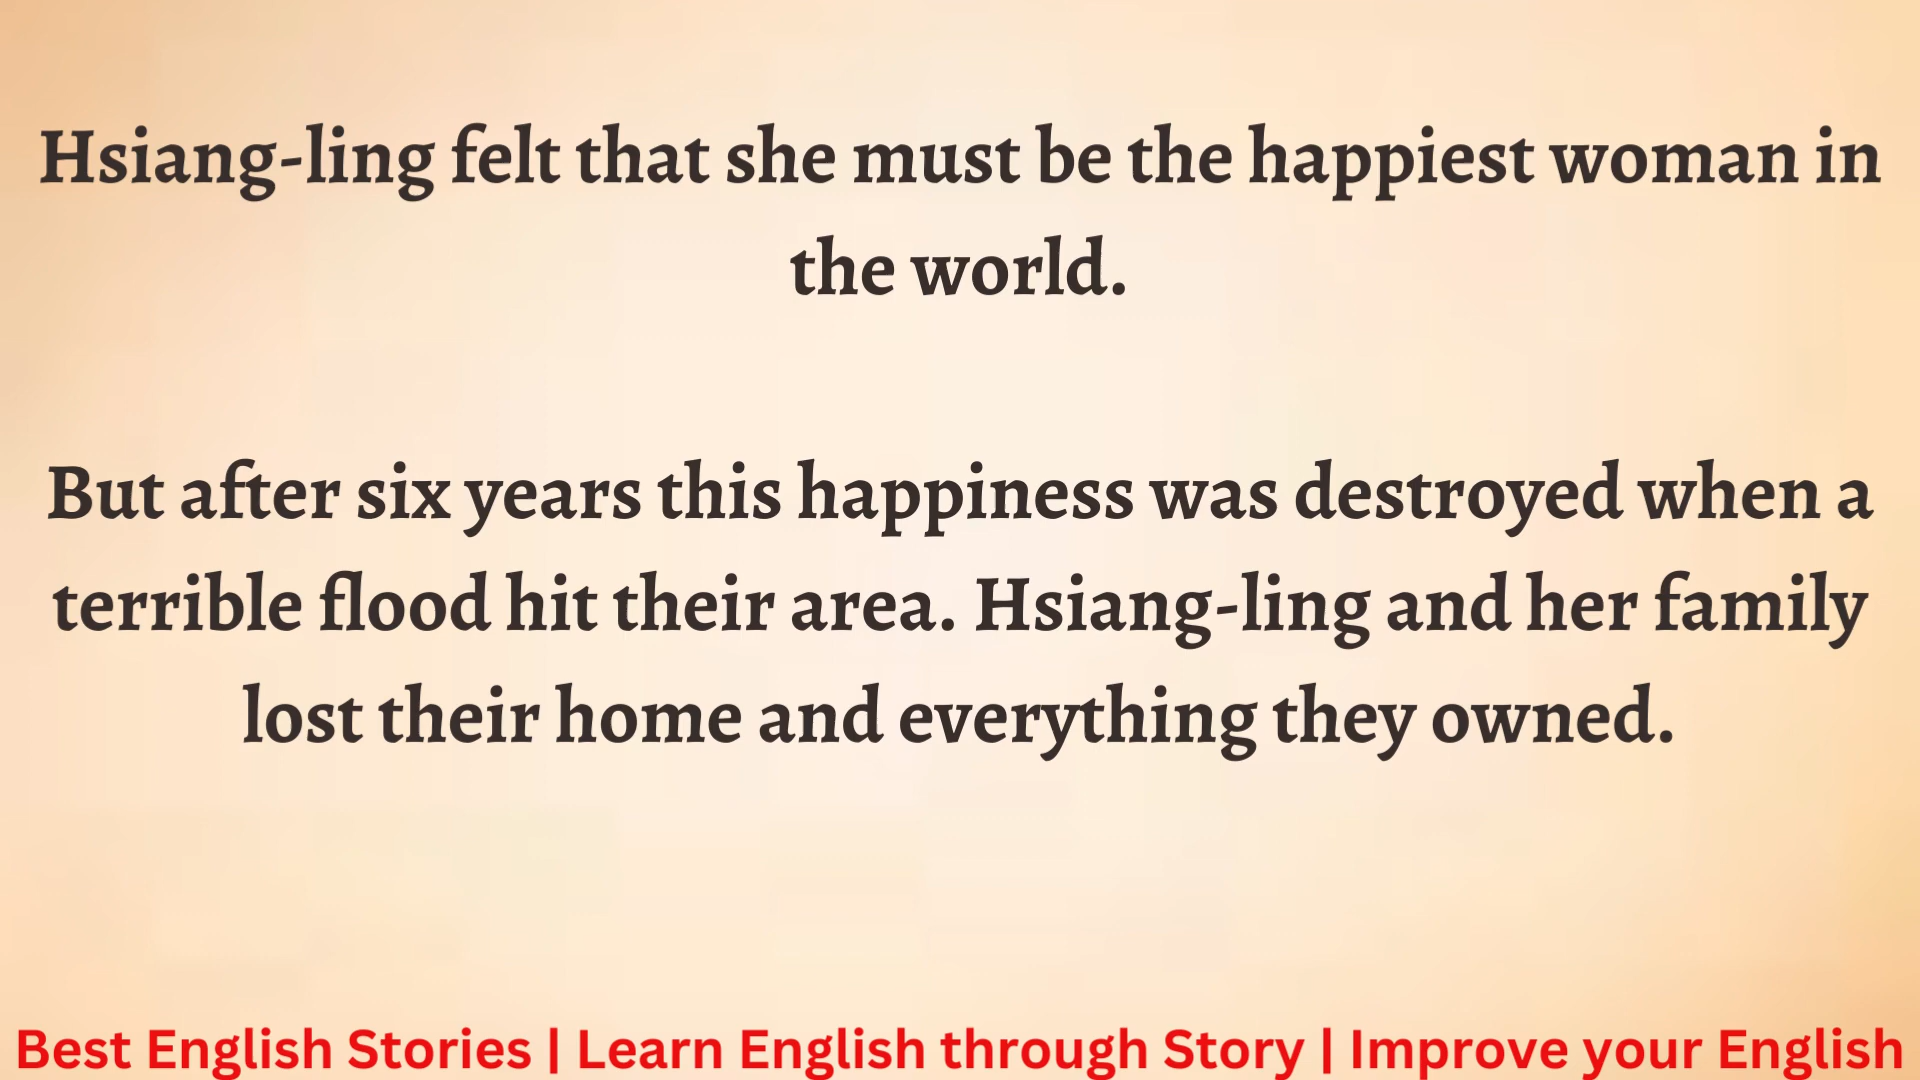 Hsiang-ling felt that she must be the happiest woman in
the world.
But after six years this happiness was destroyed when a
terrible flood hit their area. Hsiang-ling and her family
lost their home and everything they owned.
Best English Stories | Learn English through Story | Improve your English